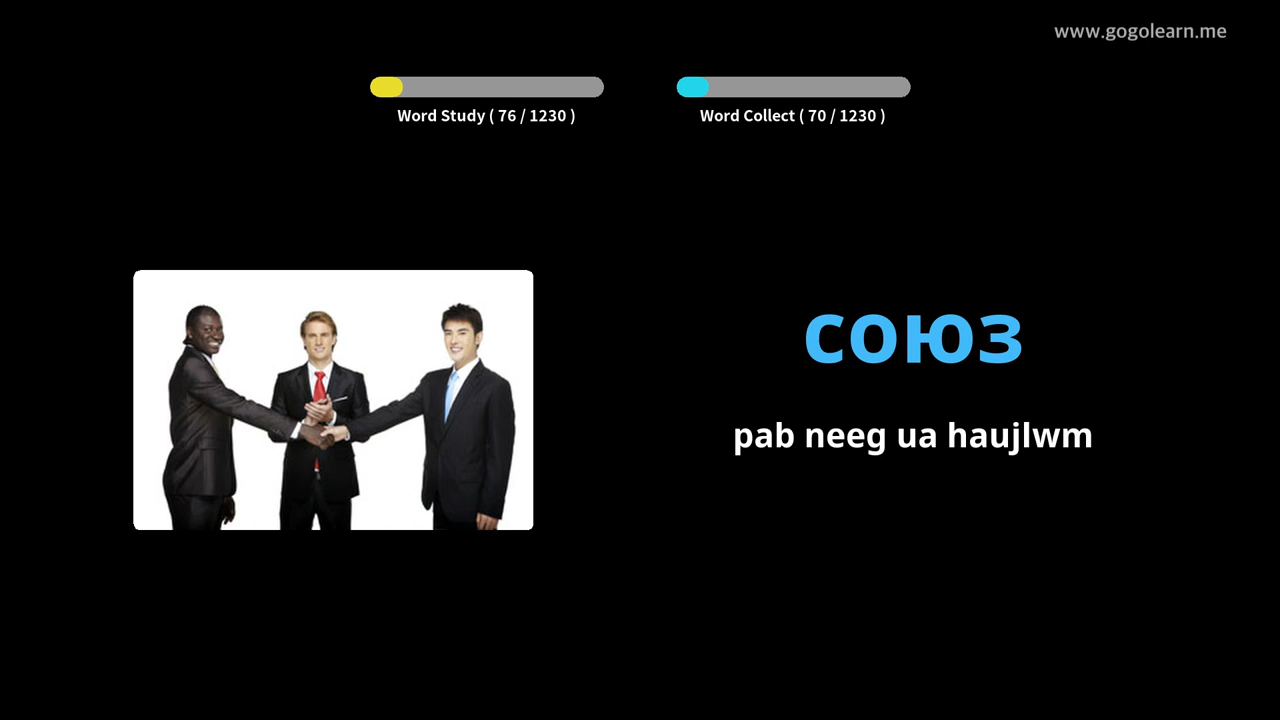 www.gogolearn.me
Word Study ( 76 / 1230 )
Word Collect ( 70 / 1230 )
союз
pab neeg ua haujlwm